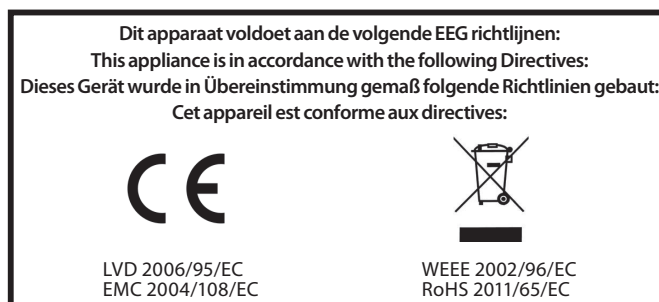 Dit apparaat voldoet aan de volgende EEG richtlijnen:
This appliance is in accordance with the following Directives:
Dieses Gerät wurde in Übereinstimmung gemaß folgende Richtlinien gebaut:
Cet appareil est conforme aux directives:
CE
LVD 2006/95/EC
EMC 2004/108/EC
WEEE 2002/96/EC
RoHS 2011/65/EC